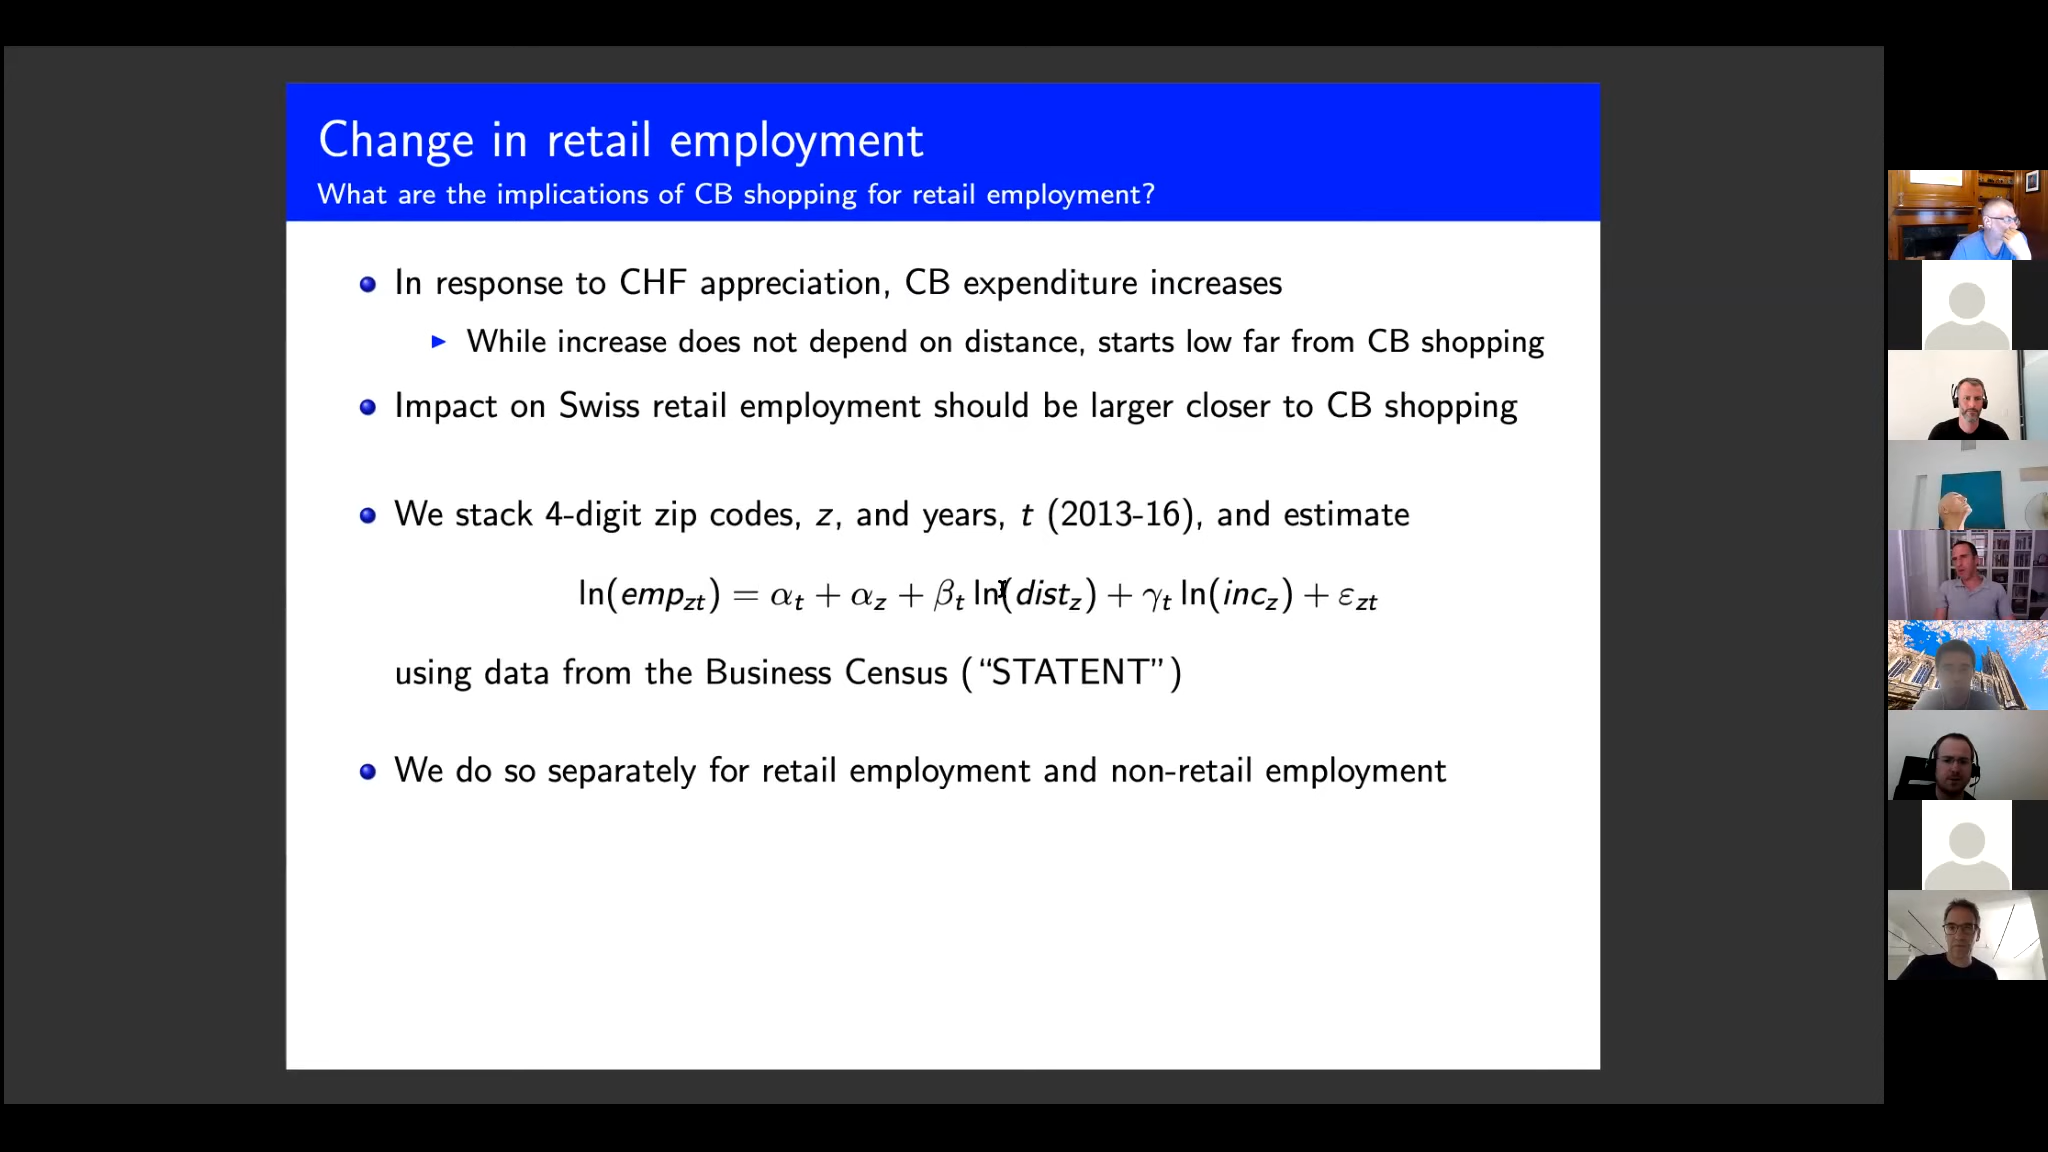 Change in retail employment
What are the implications of CB shopping for retail employment?
In response to CHF appreciation, CB expenditure increases
While increase does not depend on distance, starts low far from CB shopping
Impact on Swiss retail employment should be larger closer to CB shopping
We stack 4-digit zip codes, z, and years, t (2013-16), and estimate
ln(emp_zt) = α_t + α_z + β_t ln(dist_z) + γ_t ln(inc_z) + ε_zt
using data from the Business Census (“STATENT”)
We do so separately for retail employment and non-retail employment